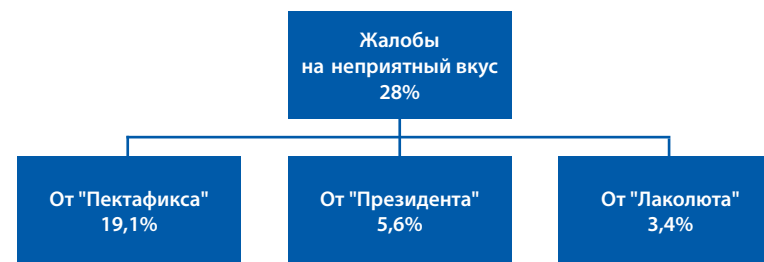 Жалобы
на неприятный вкус
28%
От "Пектафикса"
19,1%
От "Президента"
5,6%
От "Лаколюта"
3,4%